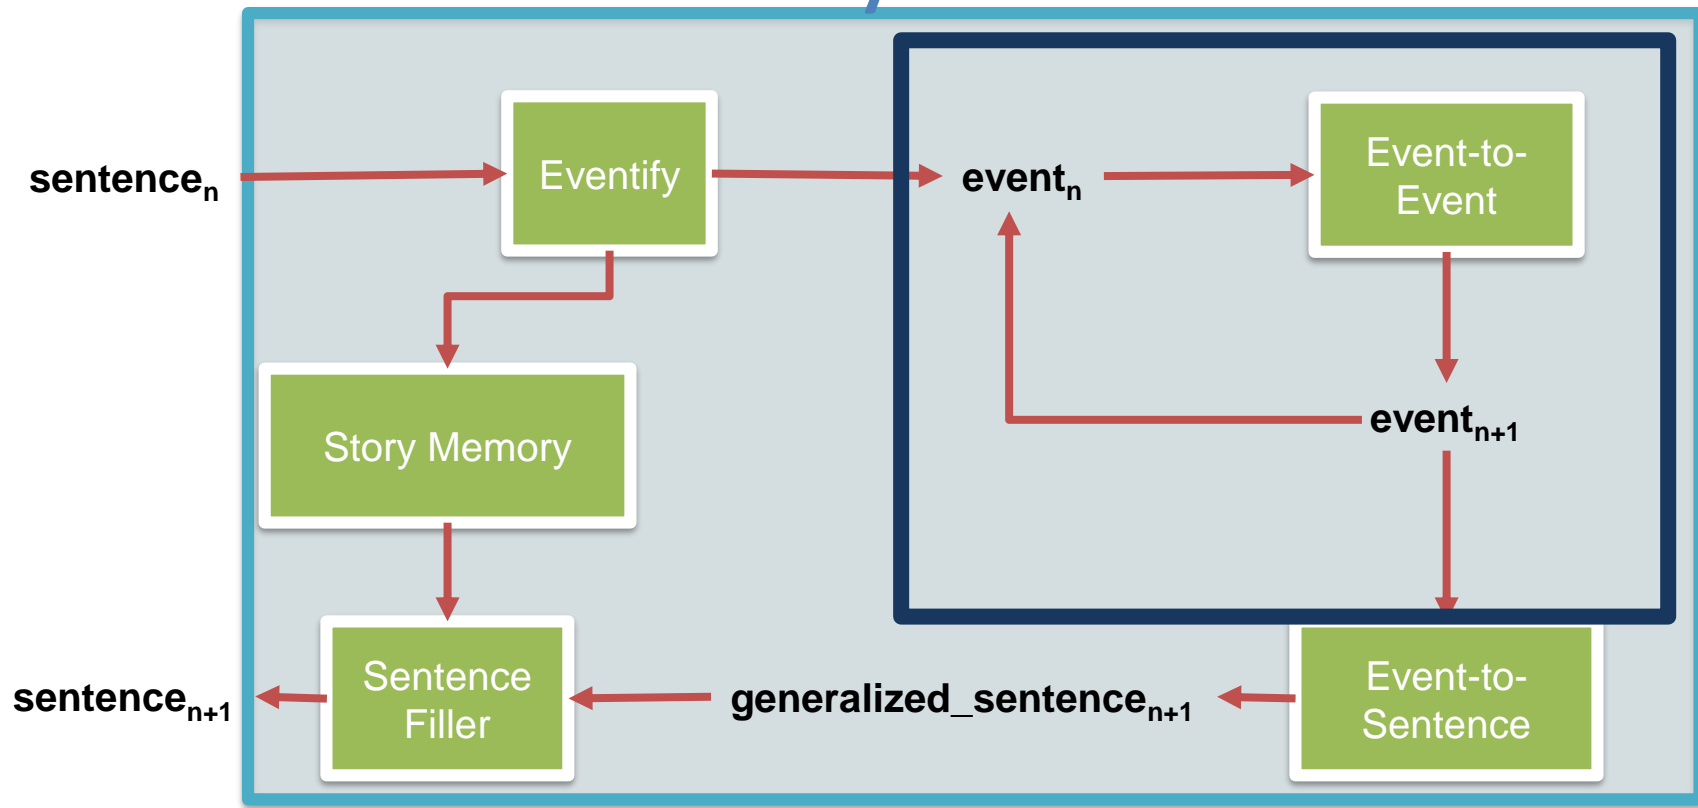 sentenceₙ
Eventify
eventₙ
Event-to-
Event
eventₙ₊₁
Story Memory
sentenceₙ₊₁
Sentence
Filler
generalized_sentenceₙ₊₁
Event-to-
Sentence